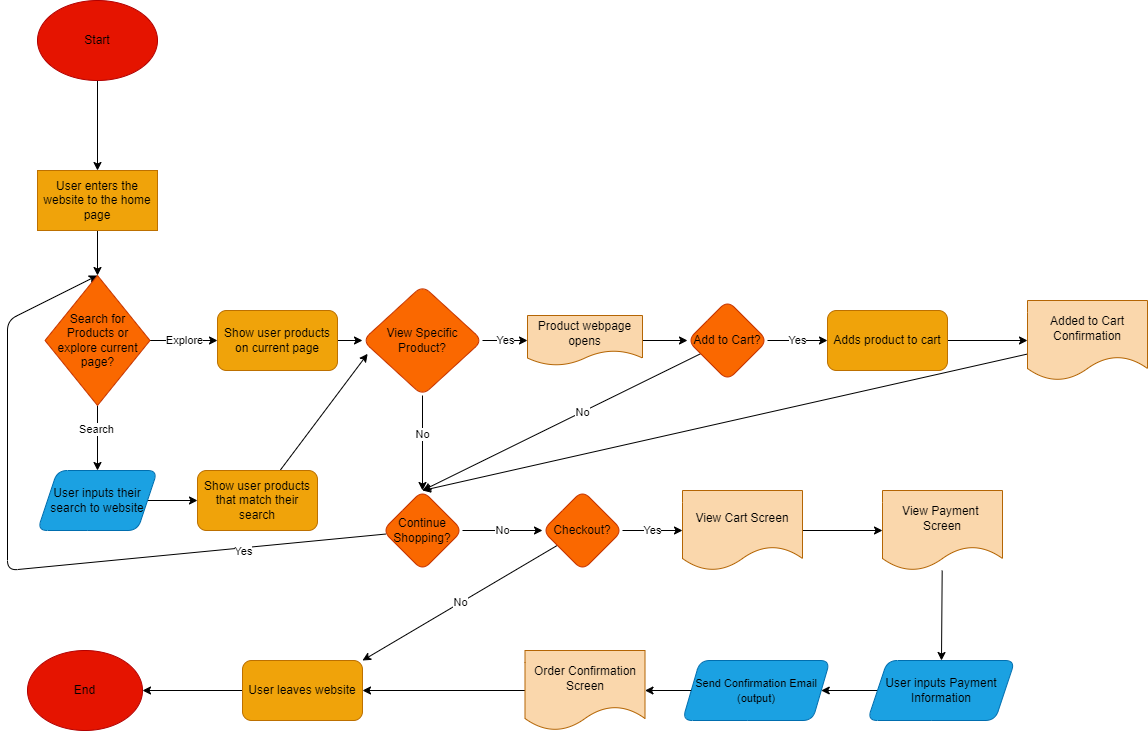 Start
User enters the
website to the home
page
Search for
Products or
explore current
page?
Explore
Show user products
on current page
View Specific
Product?
Yes
Product webpage
opens
Add to Cart?
Yes
Adds product to cart
Added to Cart
Confirmation
No
No
Search
User inputs their
search to website
Show user products
that match their
search
Continue
Shopping?
No
Checkout?
Yes
View Cart Screen
View Payment
Screen
Yes
No
End
User leaves website
Order Confirmation
Screen
Send Confirmation Email
(output)
User inputs Payment
Information